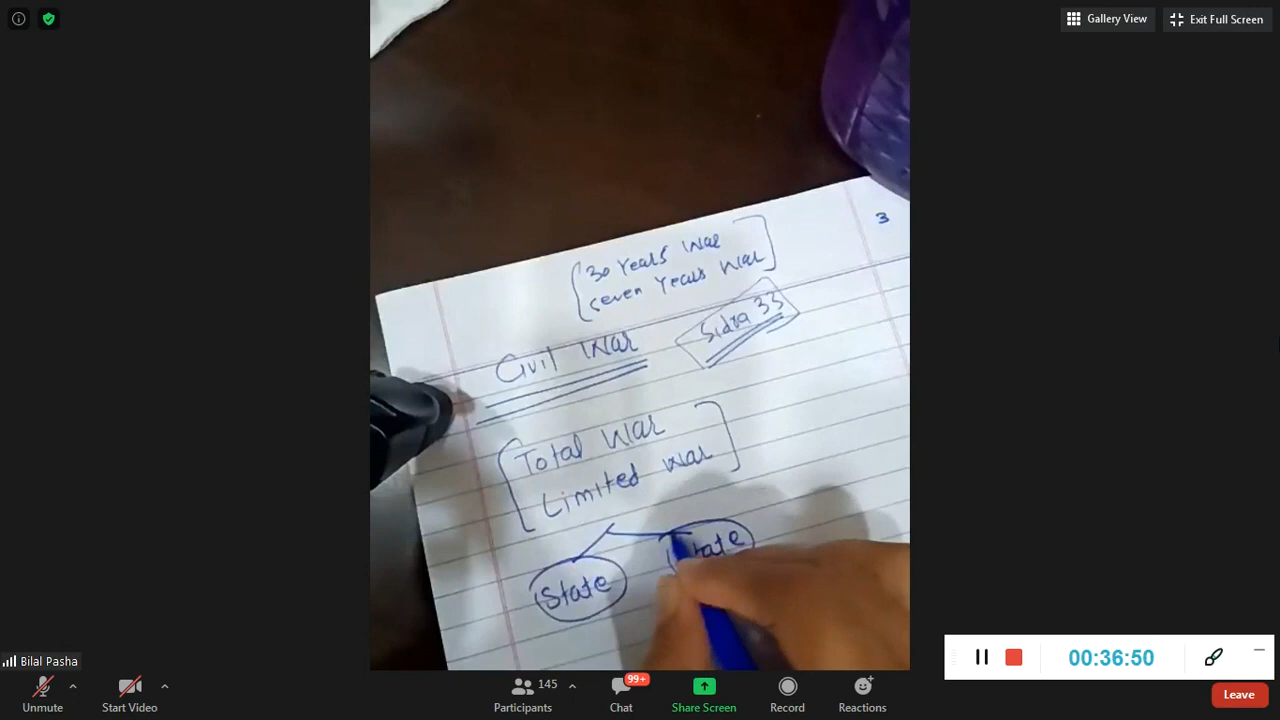 Gallery View
Exit Full Screen
3
30 Years War
Seven Years War
Civil War
Sidra 33
Total War
Limited War
State
State
Bilal Pasha
00:36:50
Unmute
Start Video
145
Participants
99+
Chat
Share Screen
Record
Reactions
Leave